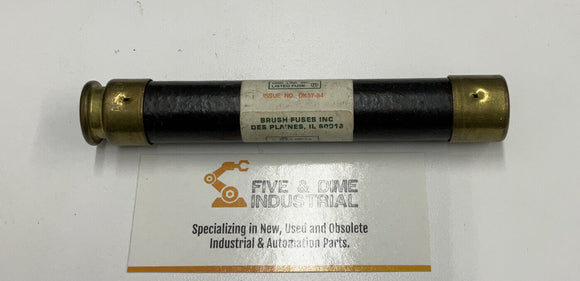 LISTED FUSE
ISSUE NO.
BRUSH FUSES INC
DES PLAINES, IL 60018
FIVE & DIME
INDUSTRIAL
Specializing in New, Used and Obsolete
Industrial & Automation Parts.